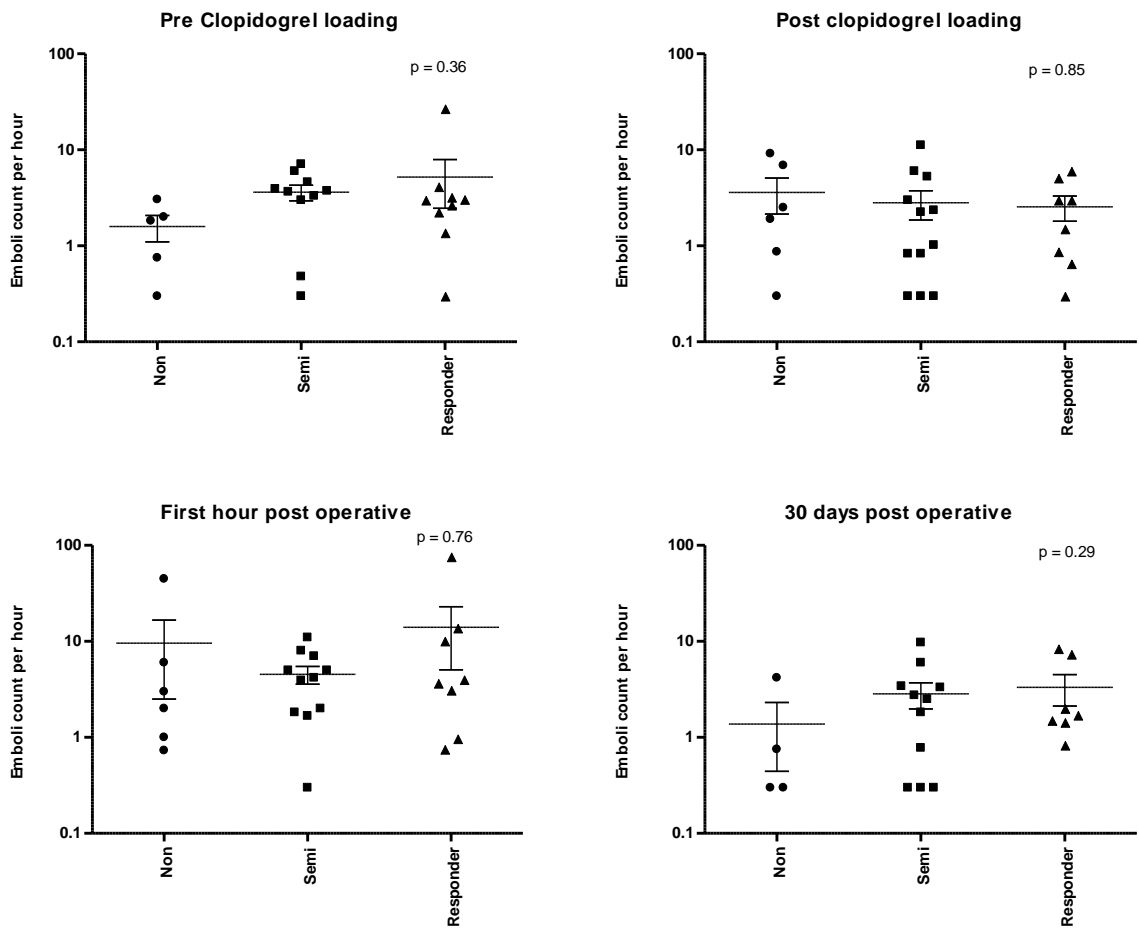 Pre Clopidogrel loading
p = 0.36
Emboli count per hour
100
10
1
0.1
Non
Semi
Responder
Post clopidogrel loading
p = 0.85
Emboli count per hour
100
10
1
0.1
Non
Semi
Responder
First hour post operative
p = 0.76
Emboli count per hour
100
10
1
0.1
Non
Semi
Responder
30 days post operative
p = 0.29
Emboli count per hour
100
10
1
0.1
Non
Semi
Responder